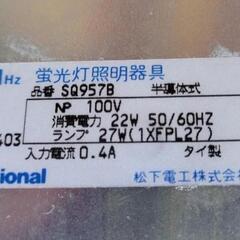 Hz 蛍光灯照明器具
品番 SQ957B 半導体式
NP 100V
消費電力 22W 50/60HZ
403 ランプ 27W(1XFPL27)
入力電流 0.4A タイ製
ional 松下電工株式会